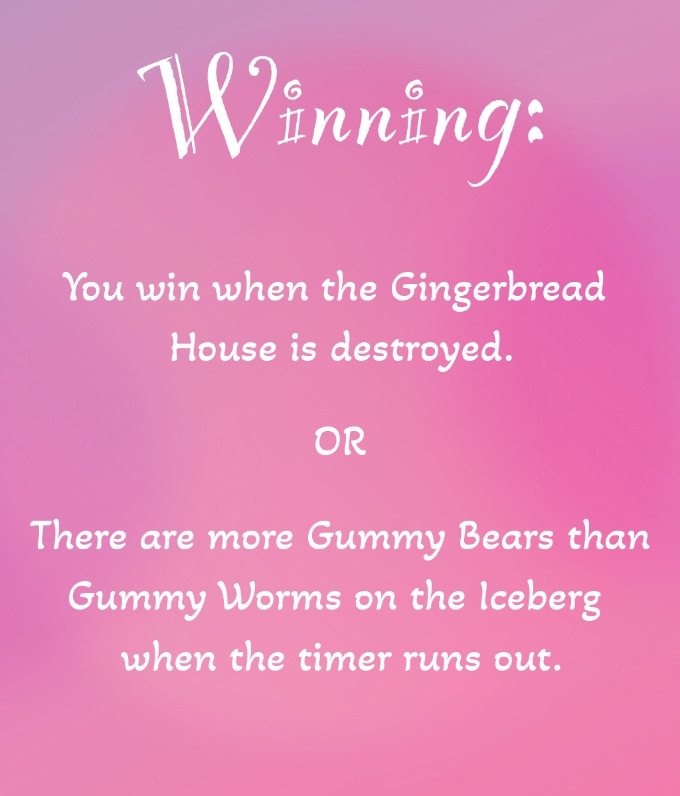 Winning:
You win when the Gingerbread
House is destroyed.
OR
There are more Gummy Bears than
Gummy Worms on the Iceberg
when the timer runs out.